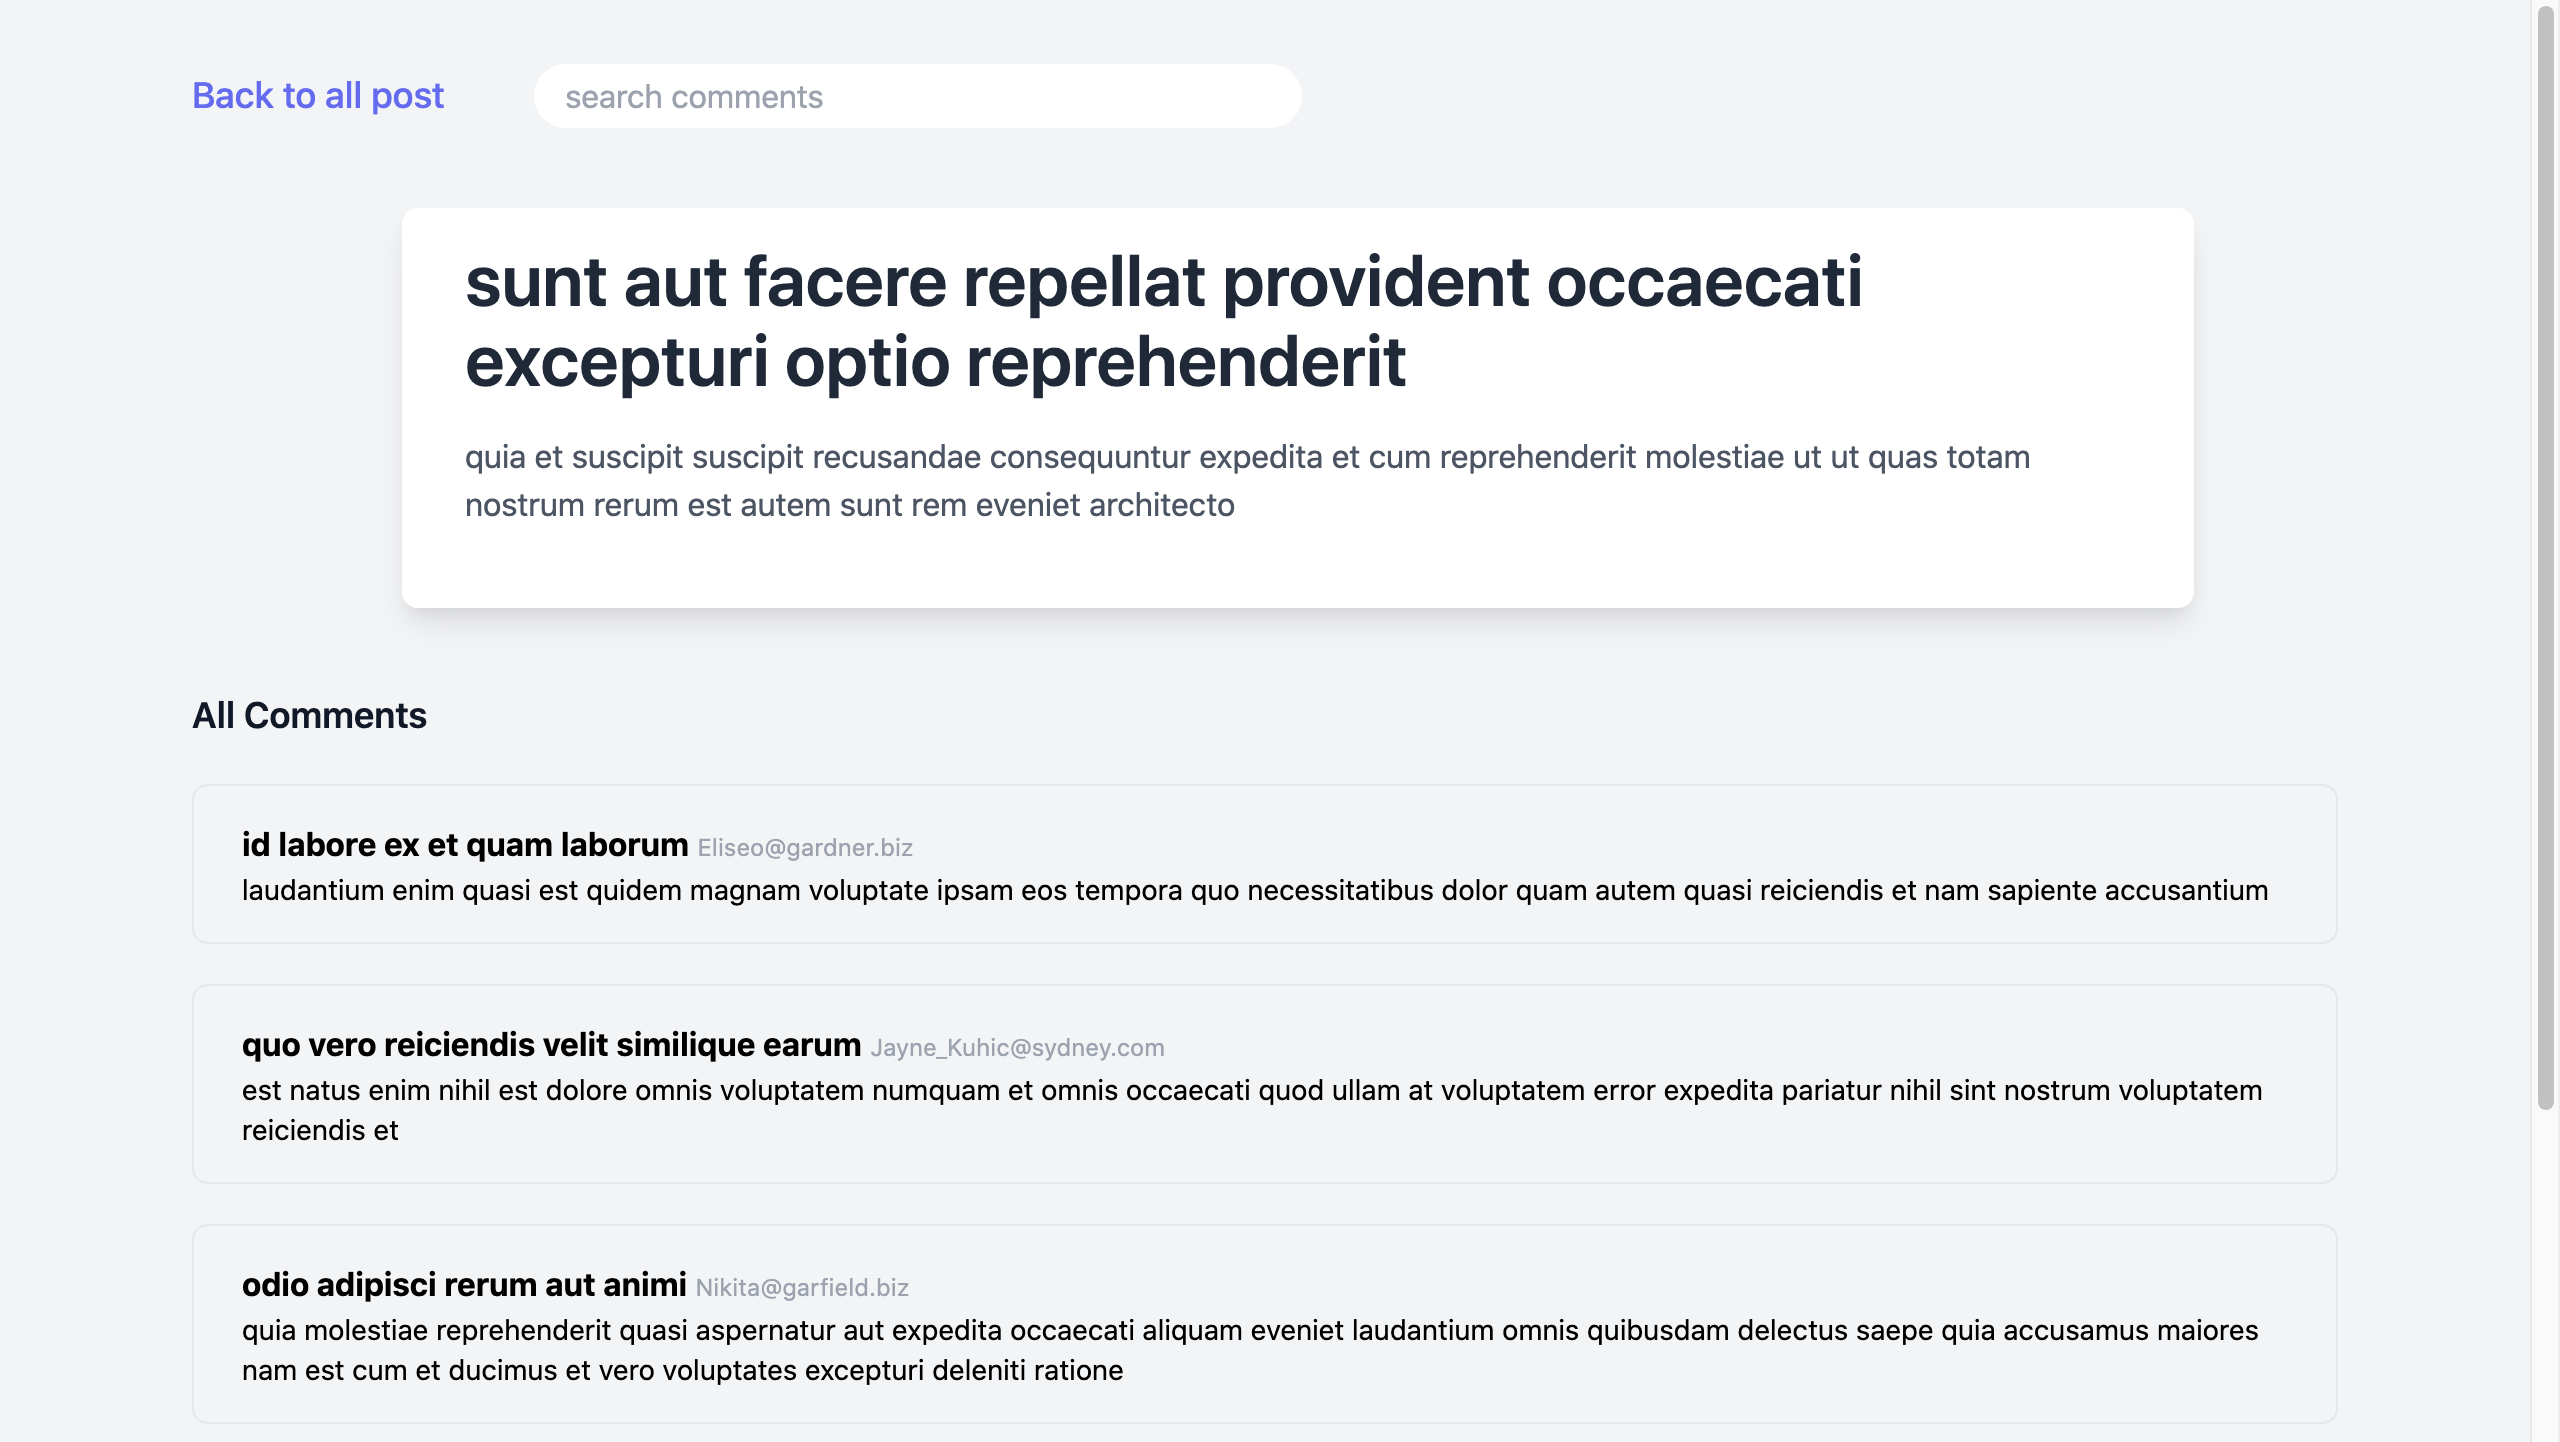 Back to all post
search comments
sunt aut facere repellat provident occaecati
excepturi optio reprehenderit
quia et suscipit suscipit recusandae consequuntur expedita et cum reprehenderit molestiae ut ut quas totam
nostrum rerum est autem sunt rem eveniet architecto
All Comments
id labore ex et quam laborum Eliseo@gardner.biz
laudantium enim quasi est quidem magnam voluptate ipsam eos tempora quo necessitatibus dolor quam autem quasi reiciendis et nam sapiente accusantium
quo vero reiciendis velit similique earum Jayne_Kuhic@sydney.com
est natus enim nihil est dolore omnis voluptatem numquam et omnis occaecati quod ullam at voluptatem error expedita pariatur nihil sint nostrum voluptatem
reiciendis et
odio adipisci rerum aut animi Nikita@garfield.biz
quia molestiae reprehenderit quasi aspernatur aut expedita occaecati aliquam eveniet laudantium omnis quibusdam delectus saepe quia accusamus maiores
nam est cum et ducimus et vero voluptates excepturi deleniti ratione